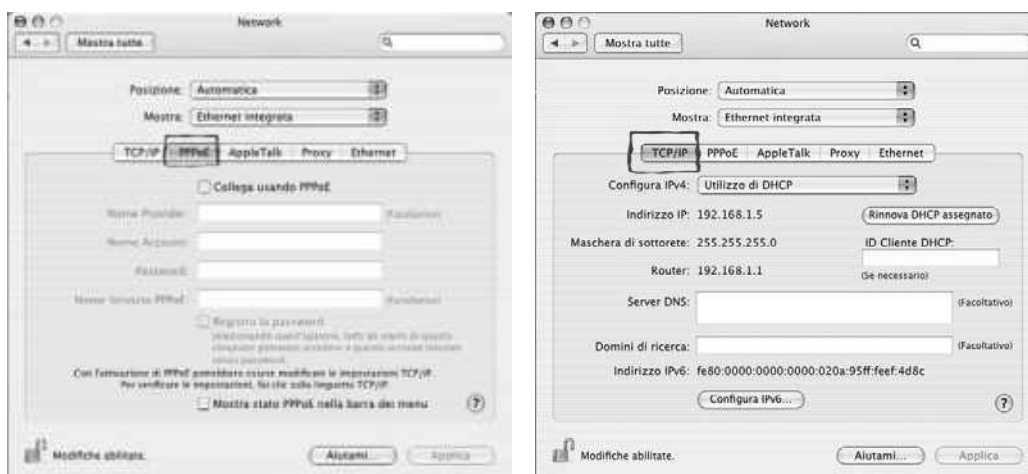 Network
Mostra tutte
Posizione: Automatica
Mostra: Ethernet integrata
TCP/IP PPPoE AppleTalk Proxy Ethernet
Collega usando PPPoE
Nome Provider: (Facoltativo)
Nome Account:
Password:
Nome Servizio PPPoE: (Facoltativo)
Registra la password
Con l'attivazione di PPPoE potrebbero essere modificate le impostazioni TCP/IP.
Per verificare le impostazioni, fai clic sulla linguetta TCP/IP.
Mostra stato PPPoE nella barra dei menu ?
Modifiche abilitate. Aiutami... Applica
Network
Mostra tutte
Posizione: Automatica
Mostra: Ethernet integrata
TCP/IP PPPoE AppleTalk Proxy Ethernet
Configura IPv4: Utilizzo di DHCP
Indirizzo IP: 192.168.1.5 Rinnova DHCP assegnato
Maschera di sottorete: 255.255.255.0 ID Cliente DHCP:
Router: 192.168.1.1 (Se necessario)
Server DNS: (Facoltativo)
Domini di ricerca: (Facoltativo)
Indirizzo IPv6: fe80:0000:0000:0000:020a:95ff:feef:4d8c
Configura IPv6... ?
Modifiche abilitate. Aiutami... Applica